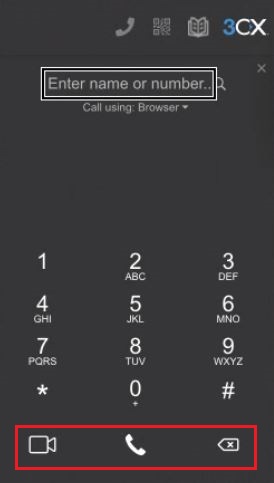 3CX
Enter name or number..
Call using: Browser
1 2 3
ABC DEF
4 5 6
GHI JKL MNO
7 8 9
PQRS TUV WXYZ
* 0 #
+